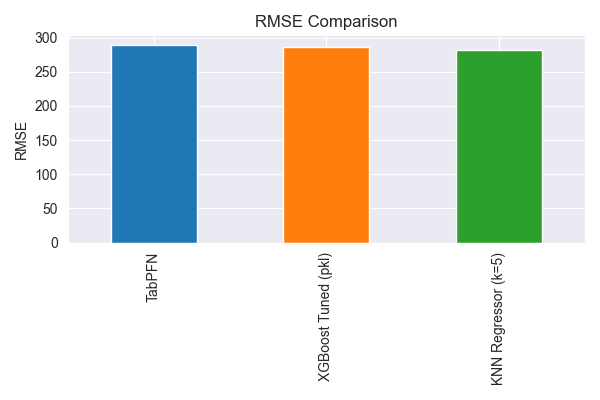 RMSE Comparison
300
250
200
150
100
50
0
RMSE
TabPFN
XGBoost Tuned (pkl)
KNN Regressor (k=5)